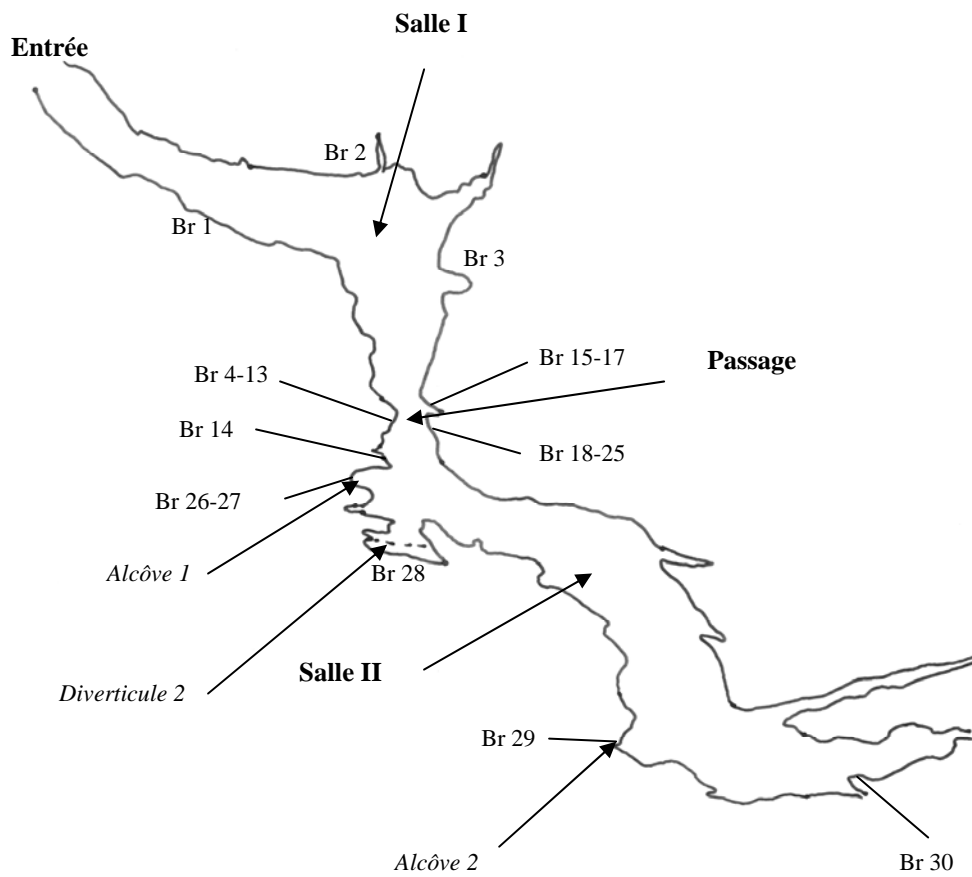 Salle I
Entrée
Br 2
Br 1
Br 3
Br 15-17
Passage
Br 4-13
Br 14
Br 18-25
Br 26-27
Alcôve 1
Br 28
Salle II
Diverticule 2
Br 29
Alcôve 2
Br 30